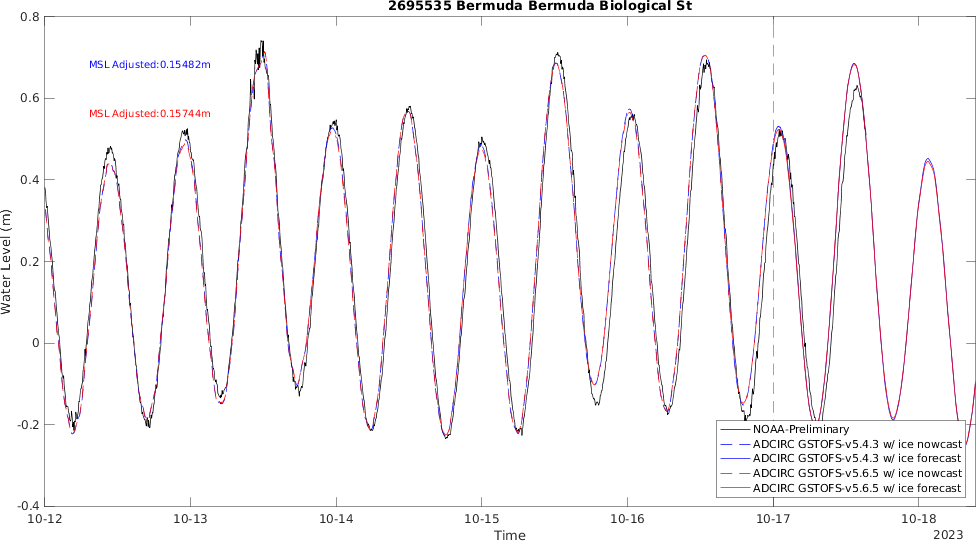 2695535 Bermuda Bermuda Biological St
0.8
0.6
0.4
0.2
0
-0.2
-0.4
Water Level (m)
MSL Adjusted:0.15482m
MSL Adjusted:0.15744m
NOAA-Preliminary
ADCIRC GSTOFS-v5.4.3 w/ ice nowcast
ADCIRC GSTOFS-v5.4.3 w/ ice forecast
ADCIRC GSTOFS-v5.6.5 w/ ice nowcast
ADCIRC GSTOFS-v5.6.5 w/ ice forecast
10-12 10-13 10-14 10-15 10-16 10-17 10-18
Time
2023